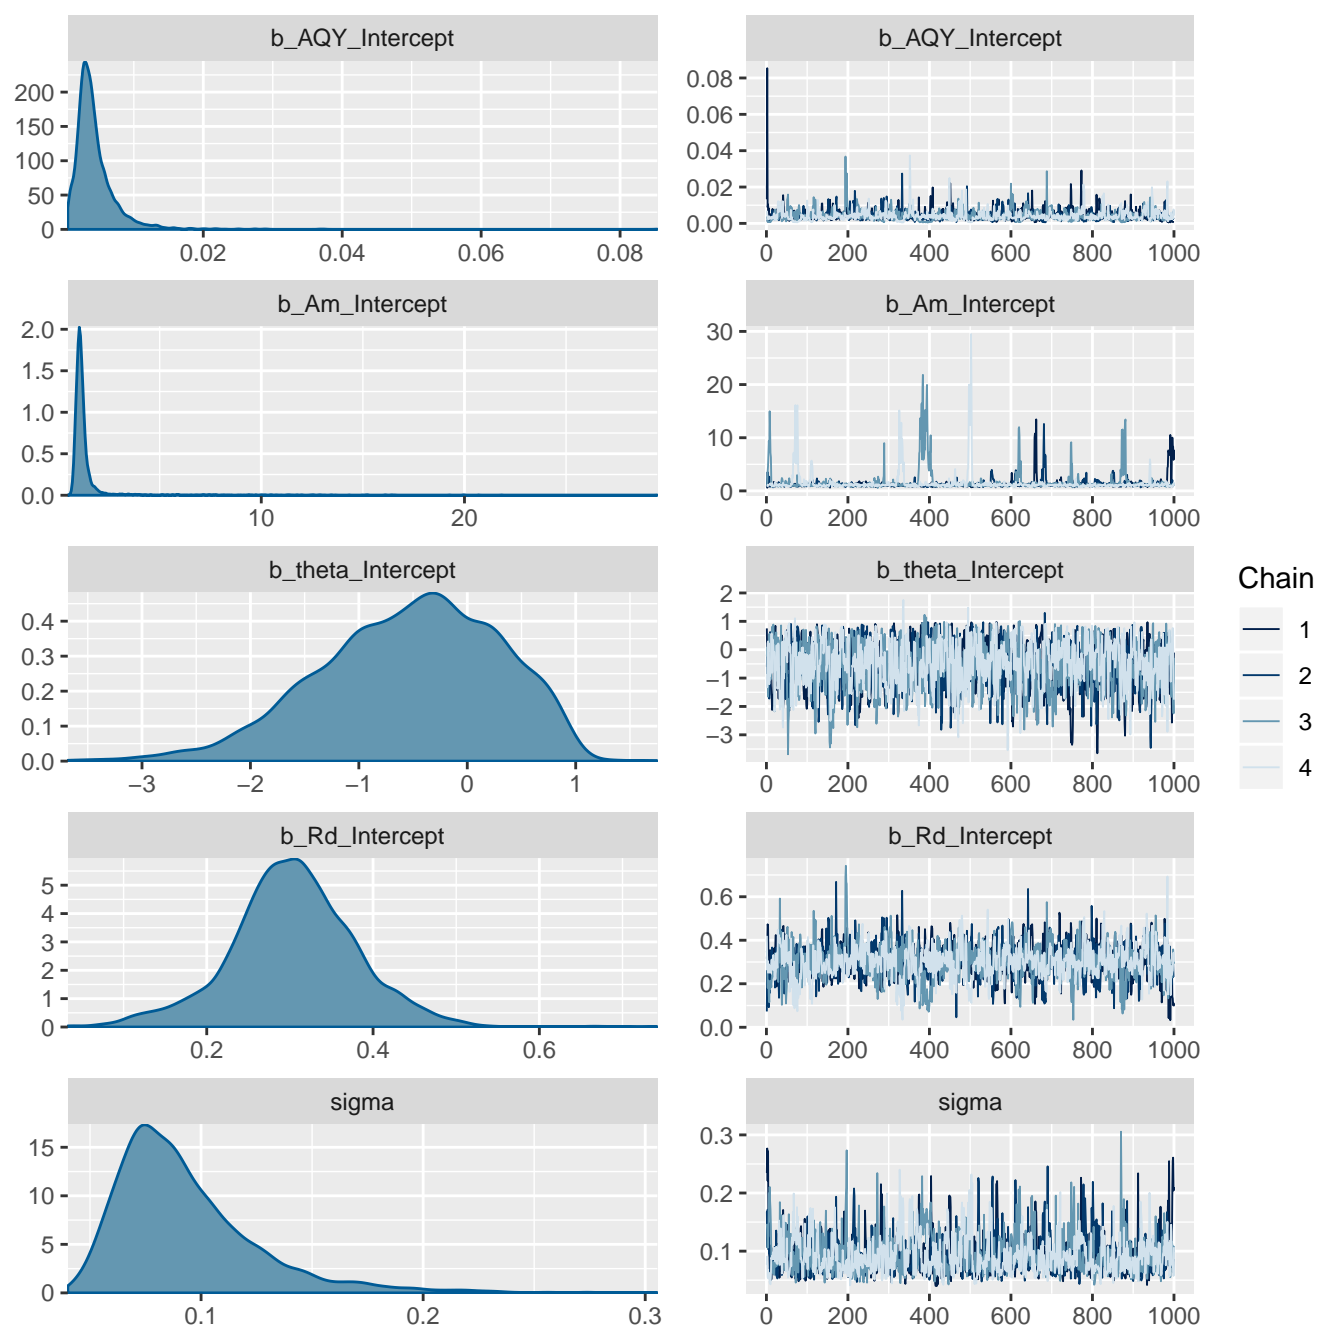 b_AQY_Intercept
200
150
100
50
0
0.02 0.04 0.06 0.08
b_AQY_Intercept
0.08
0.06
0.04
0.02
0.00
0 200 400 600 800 1000
b_Am_Intercept
2.0
1.5
1.0
0.5
0.0
10 20
b_Am_Intercept
30
20
10
0
0 200 400 600 800 1000
b_theta_Intercept
0.4
0.3
0.2
0.1
0.0
−3 −2 −1 0 1
b_theta_Intercept
2
1
0
−1
−2
−3
0 200 400 600 800 1000
b_Rd_Intercept
5
4
3
2
1
0
0.2 0.4 0.6
b_Rd_Intercept
0.6
0.4
0.2
0.0
0 200 400 600 800 1000
sigma
15
10
5
0
0.1 0.2 0.3
sigma
0.3
0.2
0.1
0 200 400 600 800 1000
Chain
1
2
3
4